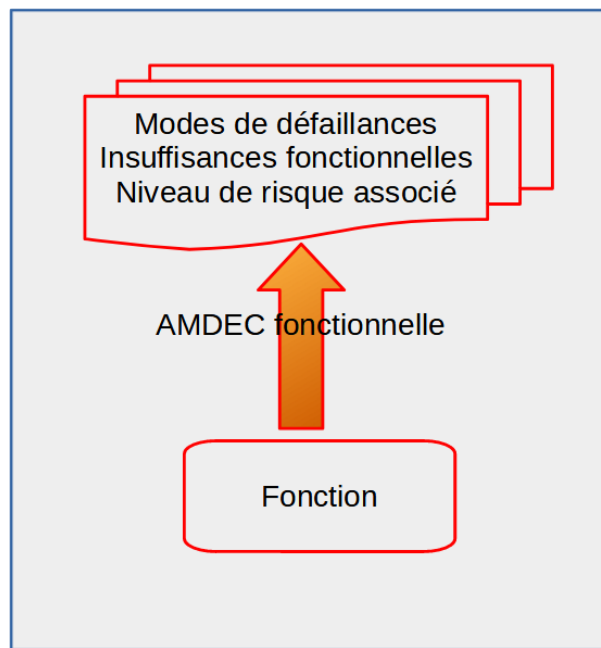 Modes de défaillances
Insuffisances fonctionnelles
Niveau de risque associé
AMDEC fonctionnelle
Fonction